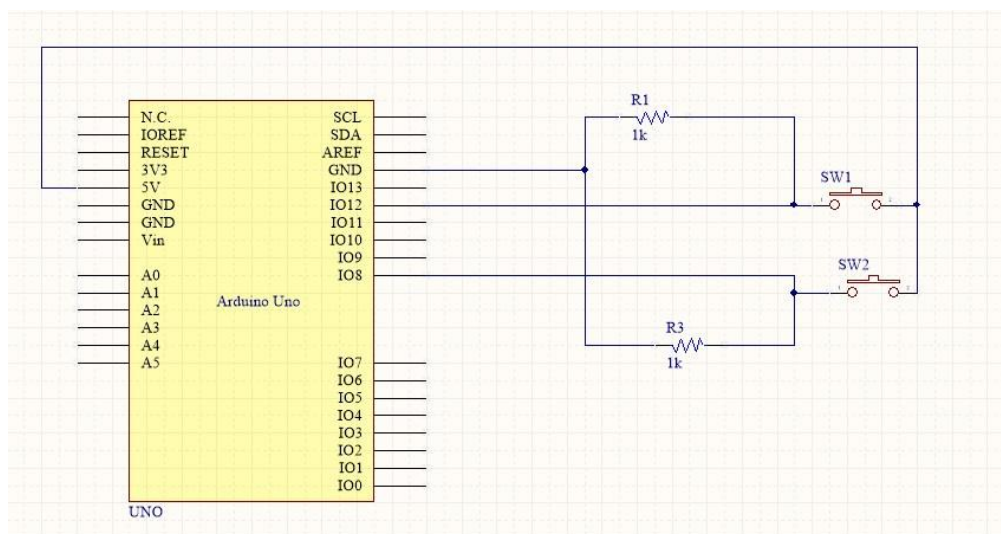 N.C.
IOREF
RESET
3V3
5V
GND
GND
Vin
A0
A1
A2
A3
A4
A5
Arduino Uno
SCL
SDA
AREF
GND
IO13
IO12
IO11
IO10
IO9
IO8
IO7
IO6
IO5
IO4
IO3
IO2
IO1
IO0
UNO
R1
1k
SW1
SW2
R3
1k